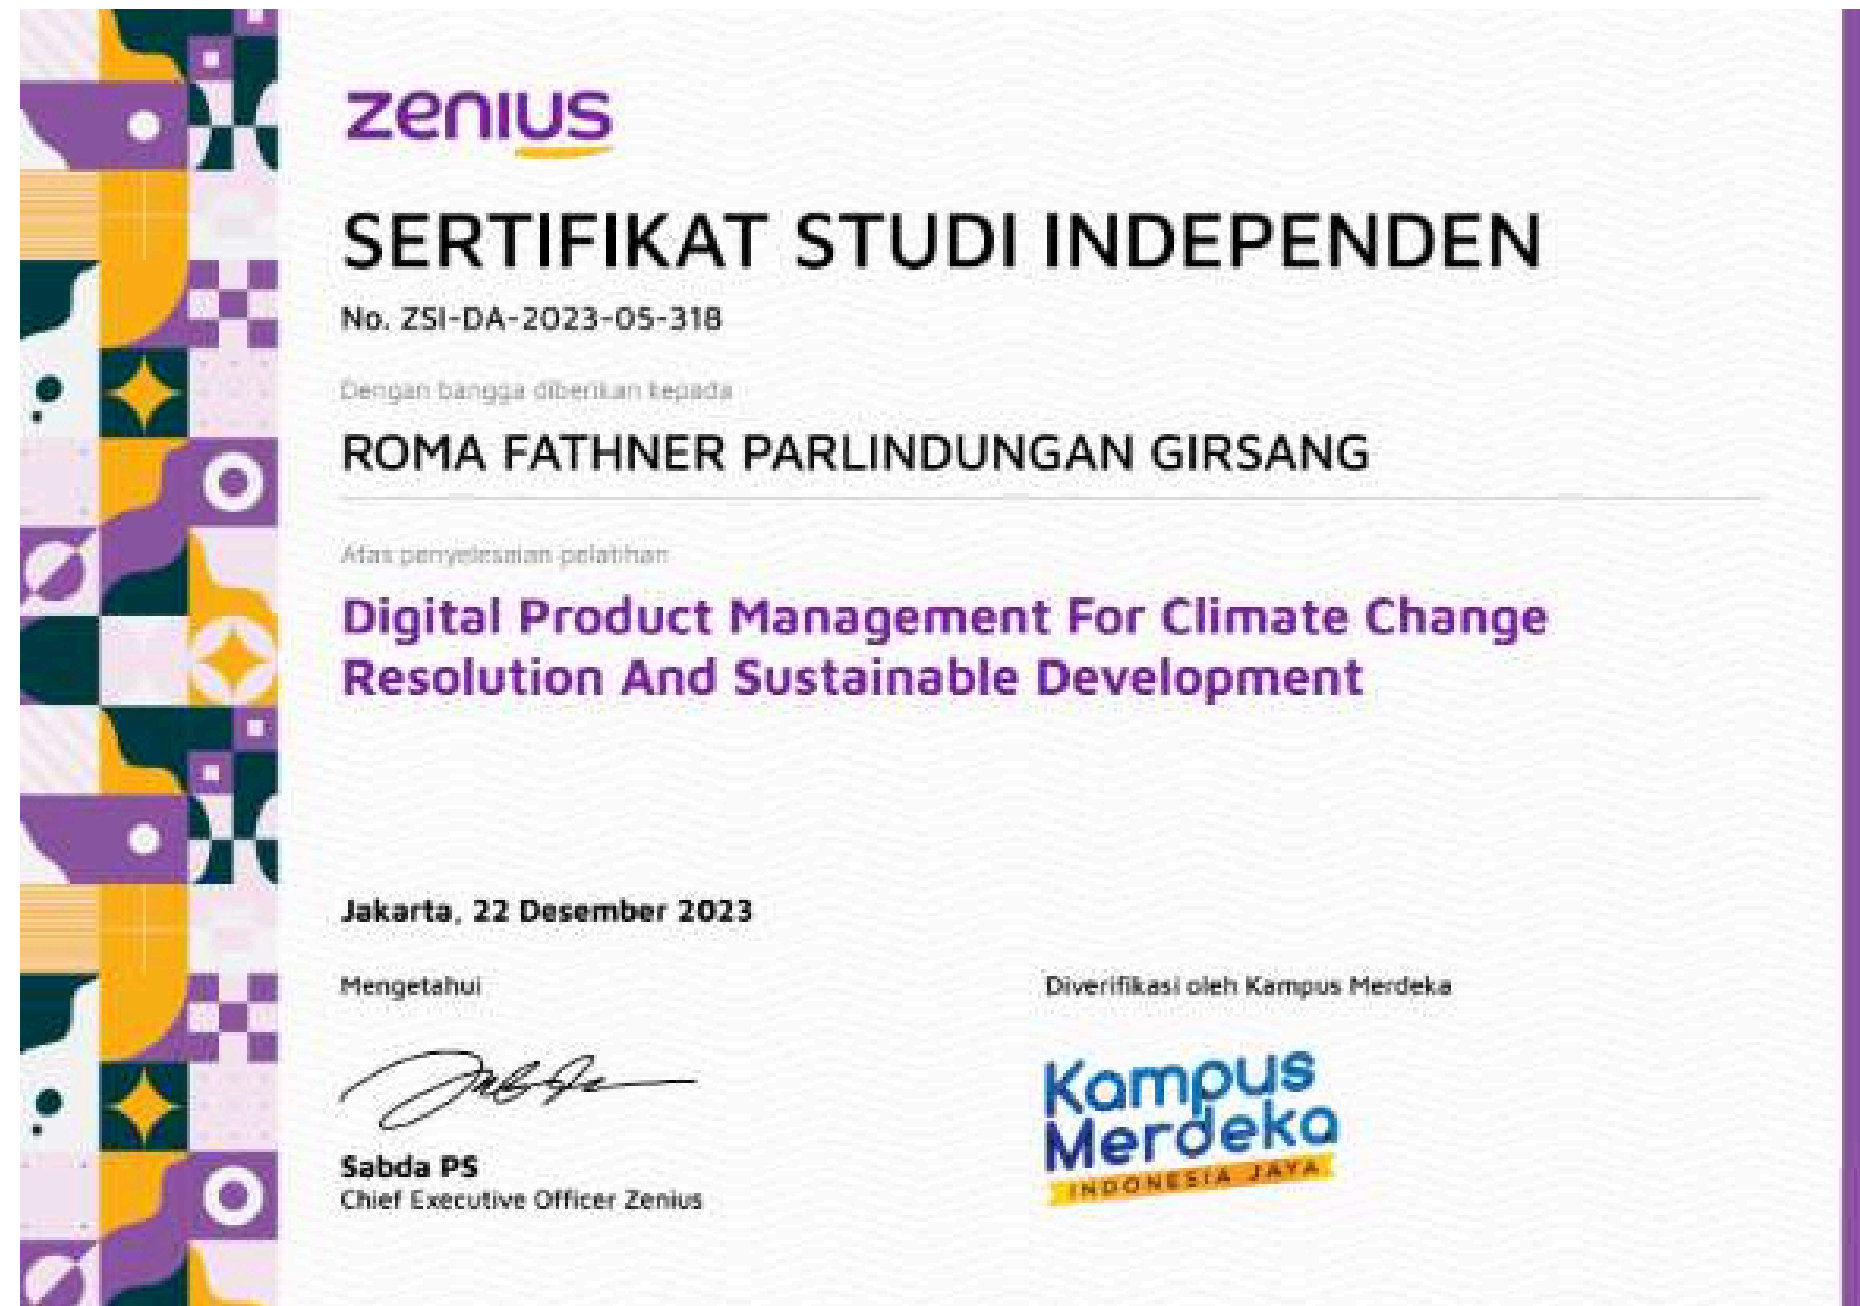 zenius
SERTIFIKAT STUDI INDEPENDEN
No. ZSI-DA-2023-05-318
Dengan bangga diberikan kepada
ROMA FATHNER PARLINDUNGAN GIRSANG
Atas penyelesaian pelatihan
Digital Product Management For Climate Change
Resolution And Sustainable Development
Jakarta, 22 Desember 2023
Mengetahui
Diverifikasi oleh Kampus Merdeka
Kampus
Merdeka
INDONESIA JAYA
Sabda PS
Chief Executive Officer Zenius